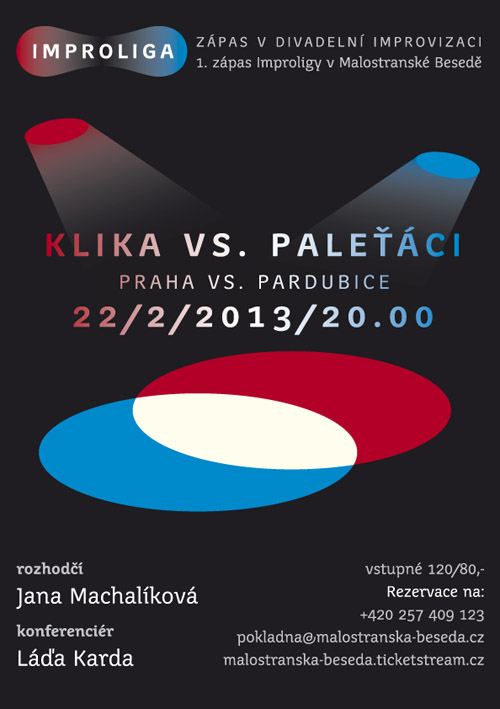 IMPROLIGA
ZÁPAS V DIVADELNÍ IMPROVIZACI
1. zápas Improligy v Malostranské Besedě
KLIKA VS. PALEŤÁCI
PRAHA VS. PARDUBICE
22/2/2013/20.00
rozhodčí
Jana Machalíková
konferenciér
Láďa Karda
vstupné 120/80,-
Rezervace na:
+420 257 409 123
pokladna@malostranska-beseda.cz
malostranska-beseda.ticketstream.cz